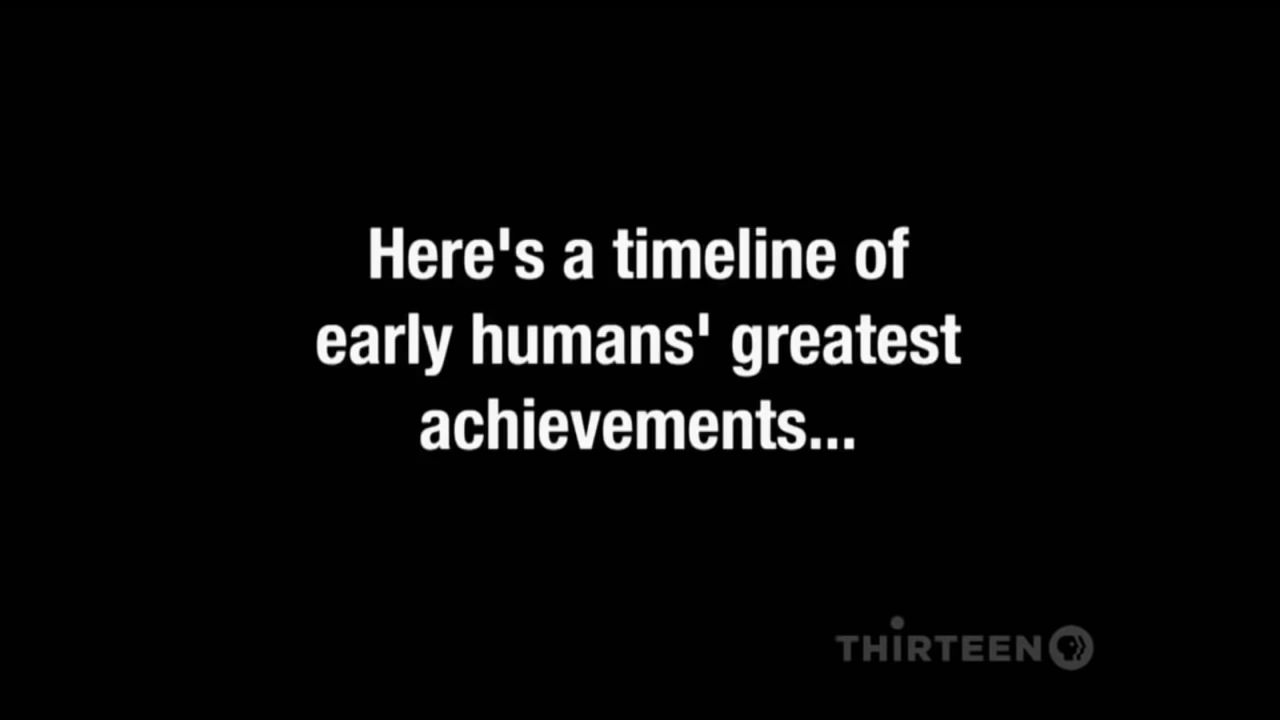 Here's a timeline of
early humans' greatest
achievements...
THIRTEEN